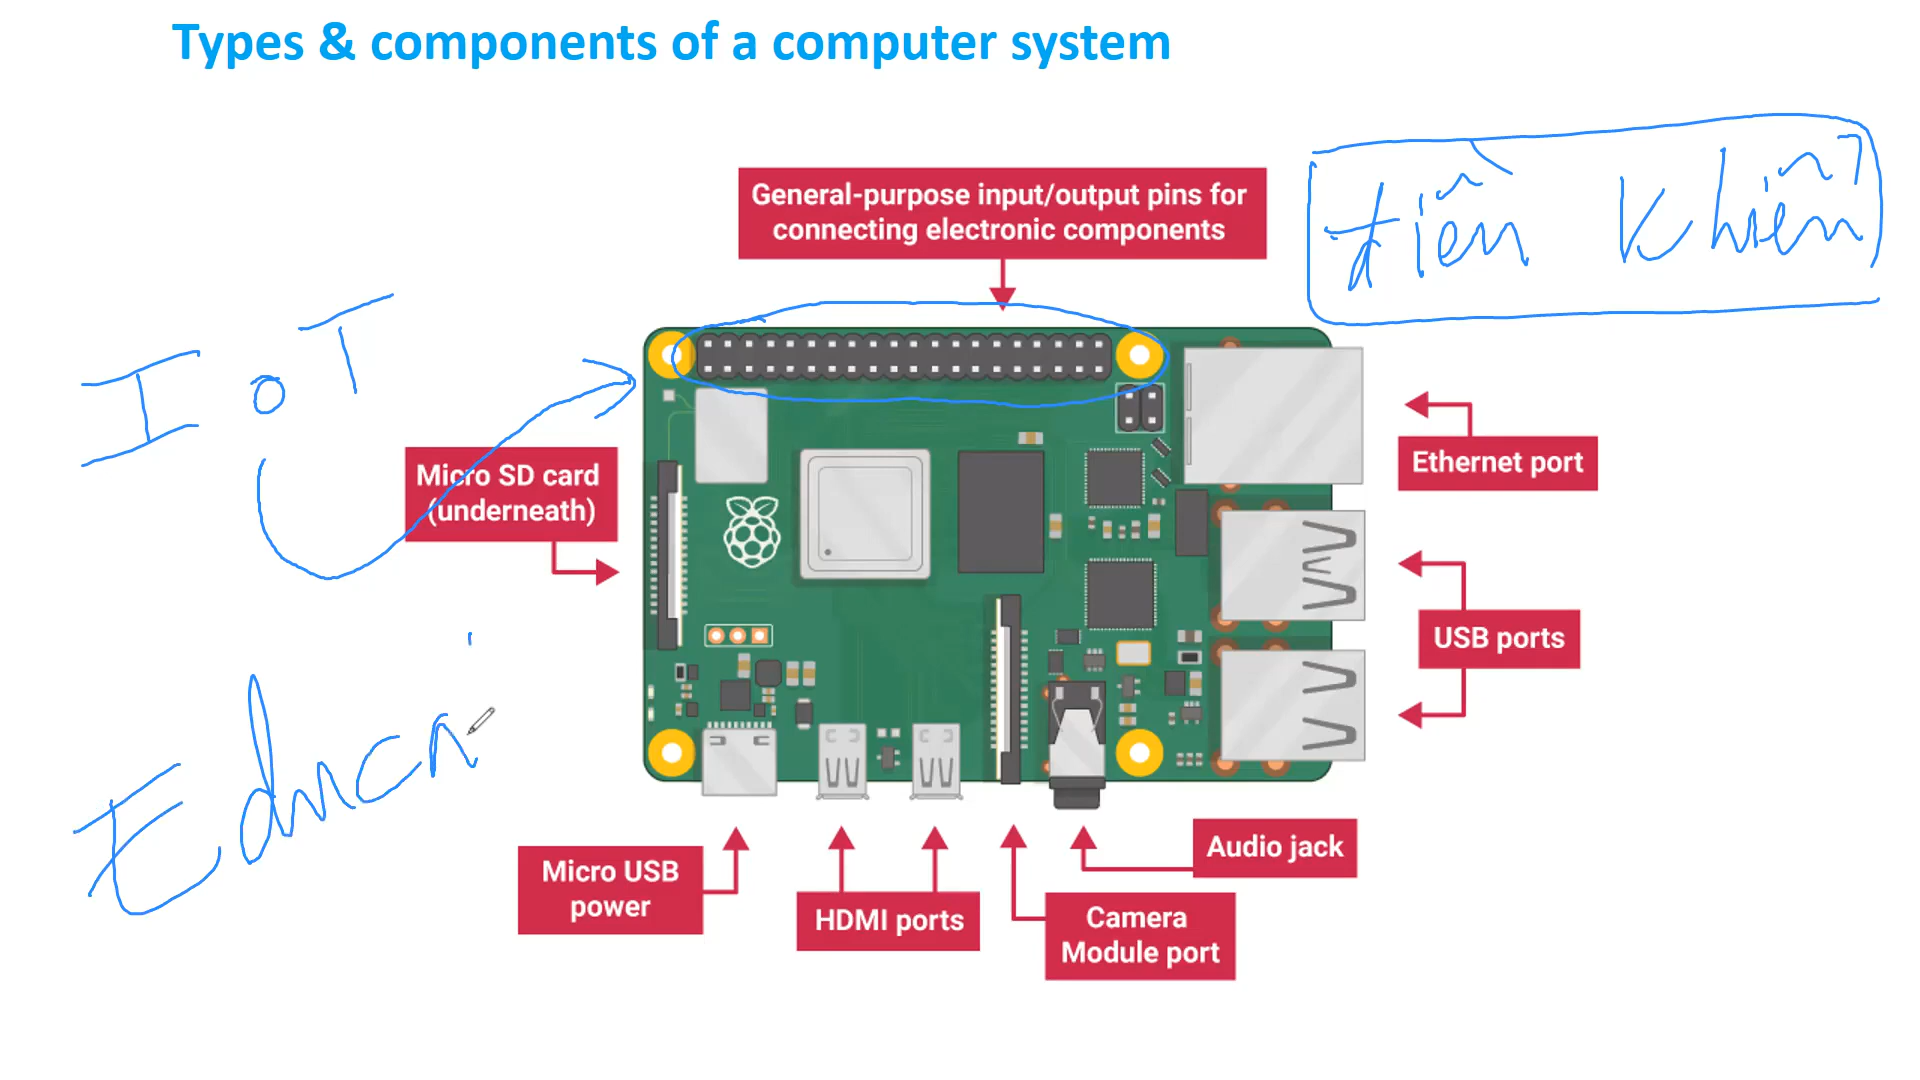 Types & components of a computer system
General-purpose input/output pins for
connecting electronic components
điều khiển
IoT
Micro SD card
(underneath)
Ethernet port
USB ports
Educa
Micro USB
power
HDMI ports
Camera
Module port
Audio jack